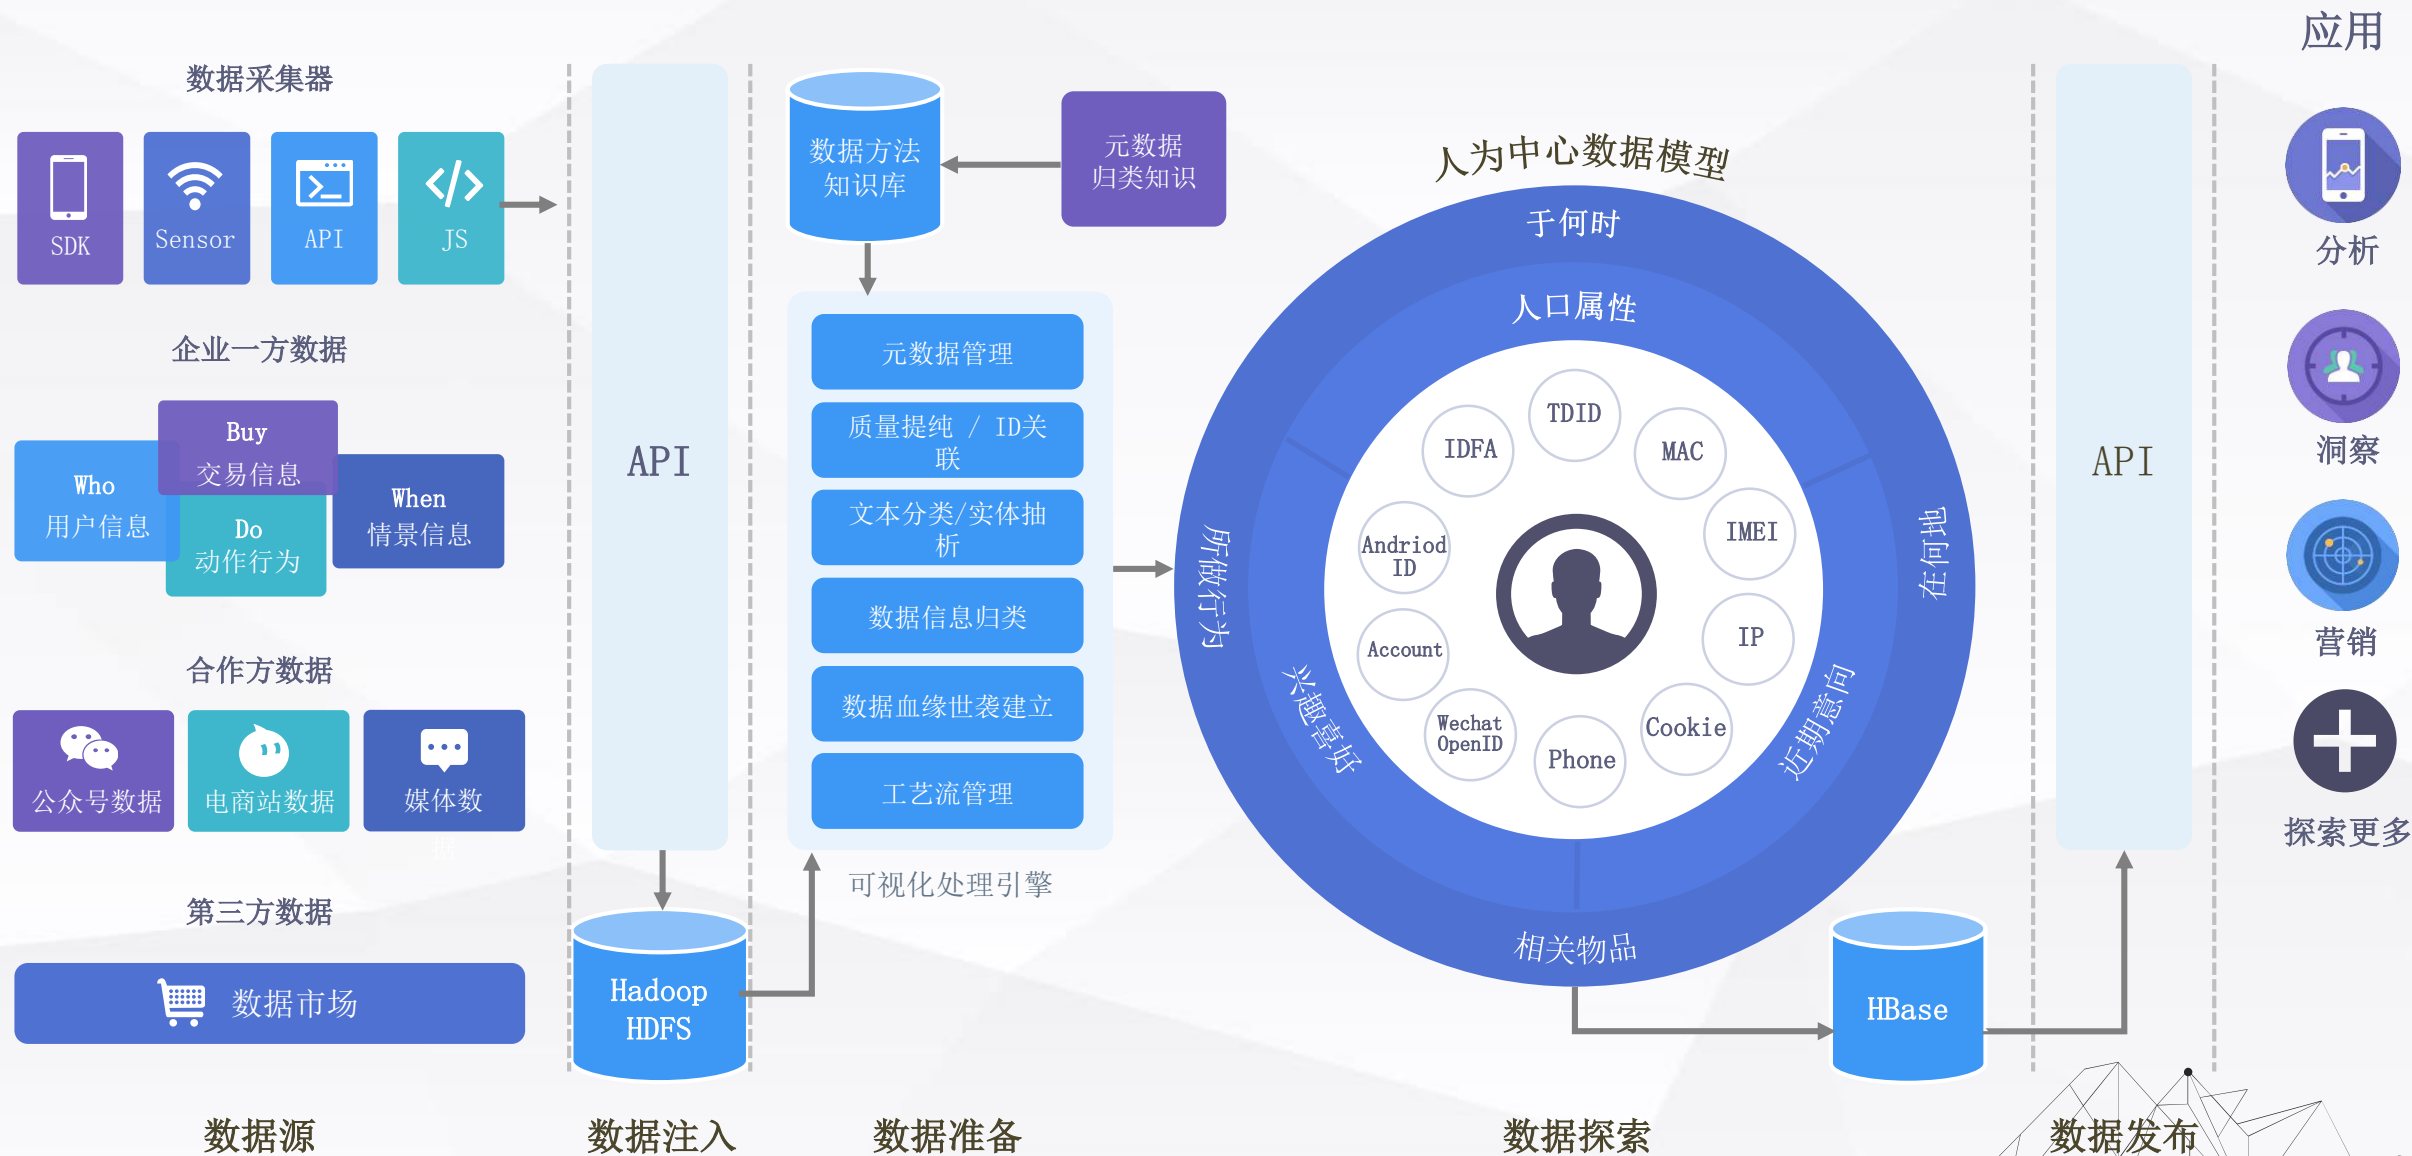 应用
数据采集器
SDK
Sensor
API
JS
企业一方数据
Who
用户信息
Buy
交易信息
Do
动作行为
When
情景信息
合作方数据
公众号数据
电商站数据
媒体数
据
第三方数据
数据市场
API
Hadoop
HDFS
数据方法
知识库
元数据
归类知识
元数据管理
质量提纯 / ID关
联
文本分类/实体抽
析
数据信息归类
数据血缘世袭建立
工艺流管理
可视化处理引擎
人为中心数据模型
于何时
人口属性
所做行为
在何地
兴趣喜好
近期意向
相关物品
TDID
IDFA
MAC
Andriod
ID
IMEI
Account
IP
Wechat
OpenID
Cookie
Phone
HBase
API
分析
洞察
营销
探索更多
数据源
数据注入
数据准备
数据探索
数据发布